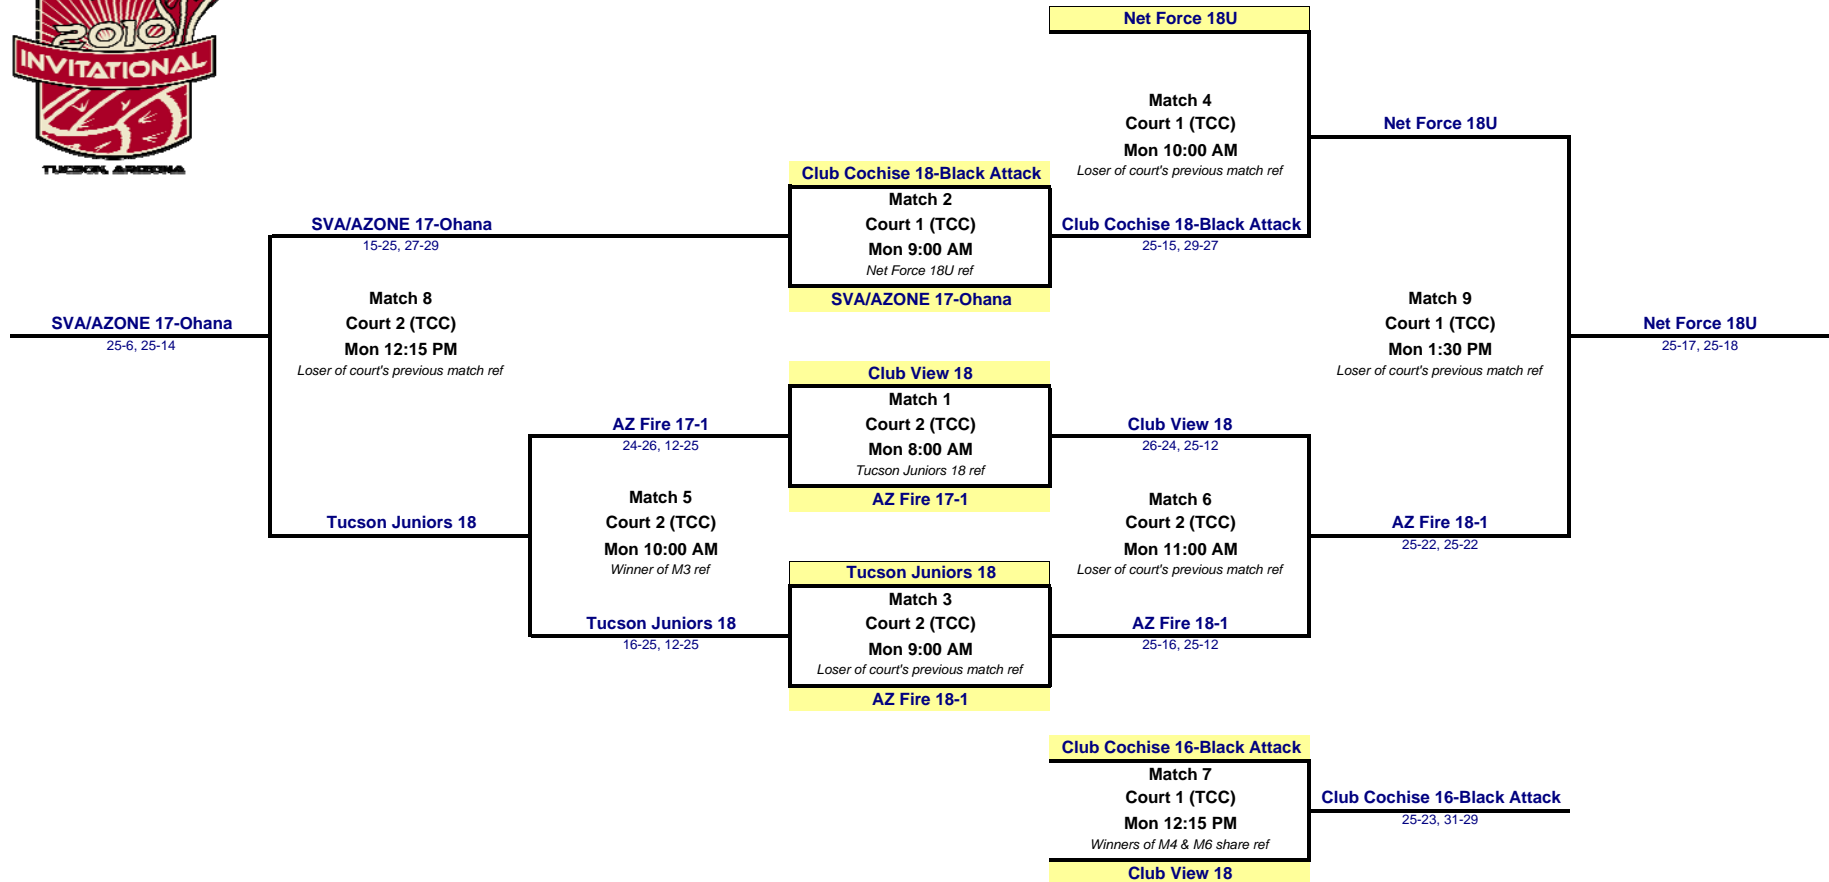 2010
INVITATIONAL
TUCSON, ARIZONA
Net Force 18U
Match 4
Court 1 (TCC)
Mon 10:00 AM
Loser of court's previous match ref
Net Force 18U
Club Cochise 18-Black Attack
Match 2
Court 1 (TCC)
Mon 9:00 AM
Net Force 18U ref
SVA/AZONE 17-Ohana
SVA/AZONE 17-Ohana
15-25, 27-29
Club Cochise 18-Black Attack
25-15, 29-27
Match 8
Court 2 (TCC)
Mon 12:15 PM
Loser of court's previous match ref
SVA/AZONE 17-Ohana
25-6, 25-14
Match 9
Court 1 (TCC)
Mon 1:30 PM
Loser of court's previous match ref
Net Force 18U
25-17, 25-18
Club View 18
Match 1
Court 2 (TCC)
Mon 8:00 AM
Tucson Juniors 18 ref
AZ Fire 17-1
AZ Fire 17-1
24-26, 12-25
Club View 18
26-24, 25-12
Match 5
Court 2 (TCC)
Mon 10:00 AM
Winner of M3 ref
Tucson Juniors 18
Match 6
Court 2 (TCC)
Mon 11:00 AM
Loser of court's previous match ref
AZ Fire 18-1
25-22, 25-22
Tucson Juniors 18
Match 3
Court 2 (TCC)
Mon 9:00 AM
Loser of court's previous match ref
AZ Fire 18-1
Tucson Juniors 18
16-25, 12-25
AZ Fire 18-1
25-16, 25-12
Club Cochise 16-Black Attack
Match 7
Court 1 (TCC)
Mon 12:15 PM
Winners of M4 & M6 share ref
Club View 18
Club Cochise 16-Black Attack
25-23, 31-29